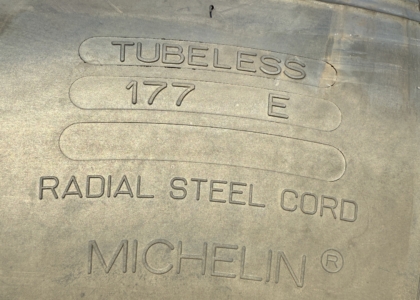 TUBELESS
177 E
RADIAL STEEL CORD
MICHELIN®